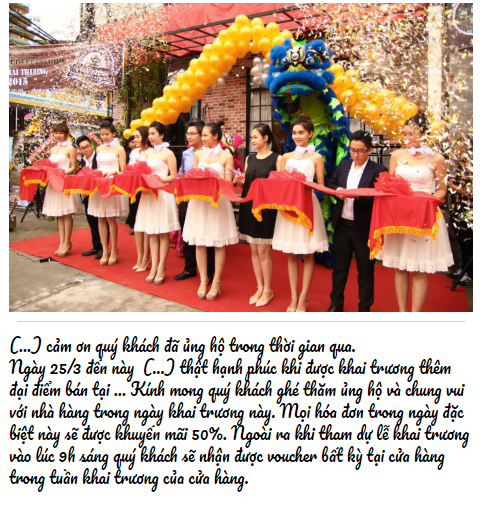 COFFEE SHOP
2015
(...) cảm ơn quý khách đã ủng hộ trong thời gian qua.
Ngày 25/3 đến này (...) thật hạnh phúc khi được khai trương thêm
đại điểm bán tại ... Kính mong quý khách ghé thăm ủng hộ và chung vui
với nhà hàng trong ngày khai trương này. Mọi hóa đơn trong ngày đặc
biệt này sẽ được khuyến mãi 50%. Ngoài ra khi tham dự lễ khai trương
vào lúc 9h sáng quý khách sẽ nhận được voucher bất kỳ tại cửa hàng
trong tuần khai trương của cửa hàng.